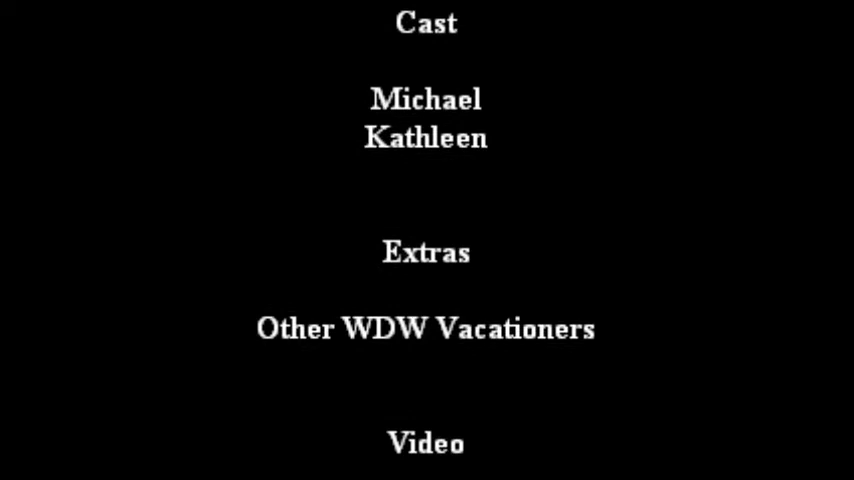 Cast
Michael
Kathleen
Extras
Other WDW Vacationers
Video